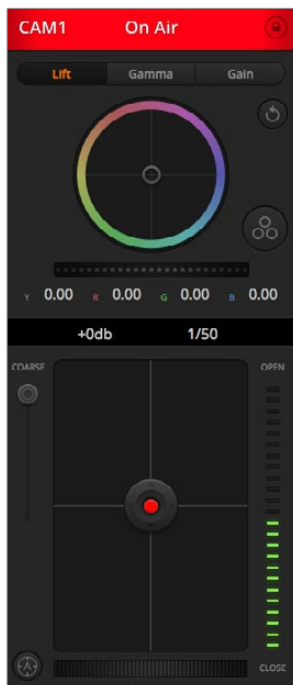 CAM1 On Air
Lift Gamma Gain
Y 0.00 R 0.00 G 0.00 B 0.00
+0db 1/50
COARSE OPEN
A
CLOSE